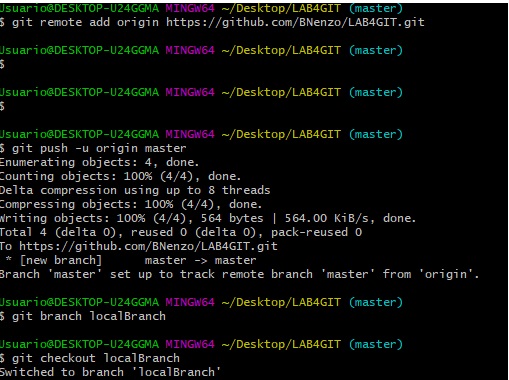 Usuario@DESKTOP-U24GGMA MINGW64 ~/Desktop/LAB4GIT (master)
$ git remote add origin https://github.com/BNenzo/LAB4GIT.git
Usuario@DESKTOP-U24GGMA MINGW64 ~/Desktop/LAB4GIT (master)
$
Usuario@DESKTOP-U24GGMA MINGW64 ~/Desktop/LAB4GIT (master)
$
Usuario@DESKTOP-U24GGMA MINGW64 ~/Desktop/LAB4GIT (master)
$ git push -u origin master
Enumerating objects: 4, done.
Counting objects: 100% (4/4), done.
Delta compression using up to 8 threads
Compressing objects: 100% (4/4), done.
Writing objects: 100% (4/4), 564 bytes | 564.00 KiB/s, done.
Total 4 (delta 0), reused 0 (delta 0), pack-reused 0
To https://github.com/BNenzo/LAB4GIT.git
 * [new branch]      master -> master
Branch 'master' set up to track remote branch 'master' from 'origin'.
Usuario@DESKTOP-U24GGMA MINGW64 ~/Desktop/LAB4GIT (master)
$ git branch localBranch
Usuario@DESKTOP-U24GGMA MINGW64 ~/Desktop/LAB4GIT (master)
$ git checkout localBranch
Switched to branch 'localBranch'